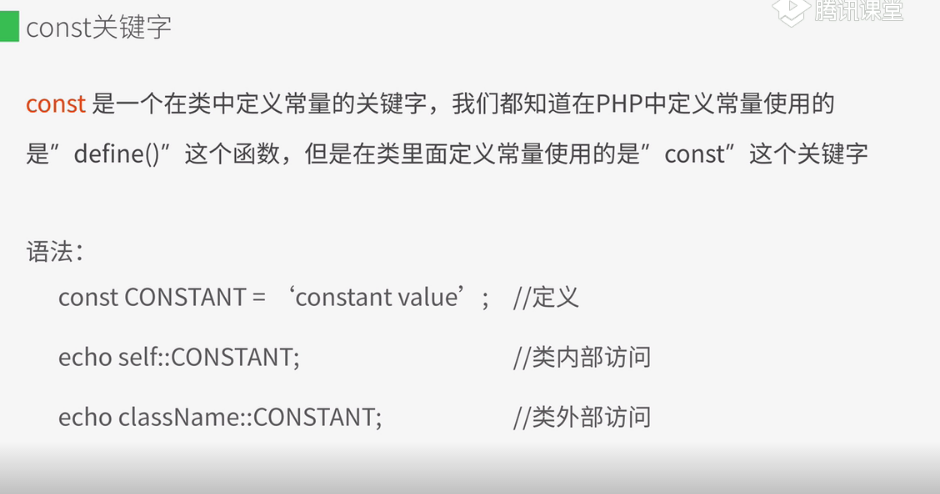 腾讯课堂
const关键字
const 是一个在类中定义常量的关键字，我们都知道在PHP中定义常量使用的
是”define()”这个函数，但是在类里面定义常量使用的是”const”这个关键字
语法：
const CONSTANT = ‘constant value’; //定义
echo self::CONSTANT; //类内部访问
echo className::CONSTANT; //类外部访问